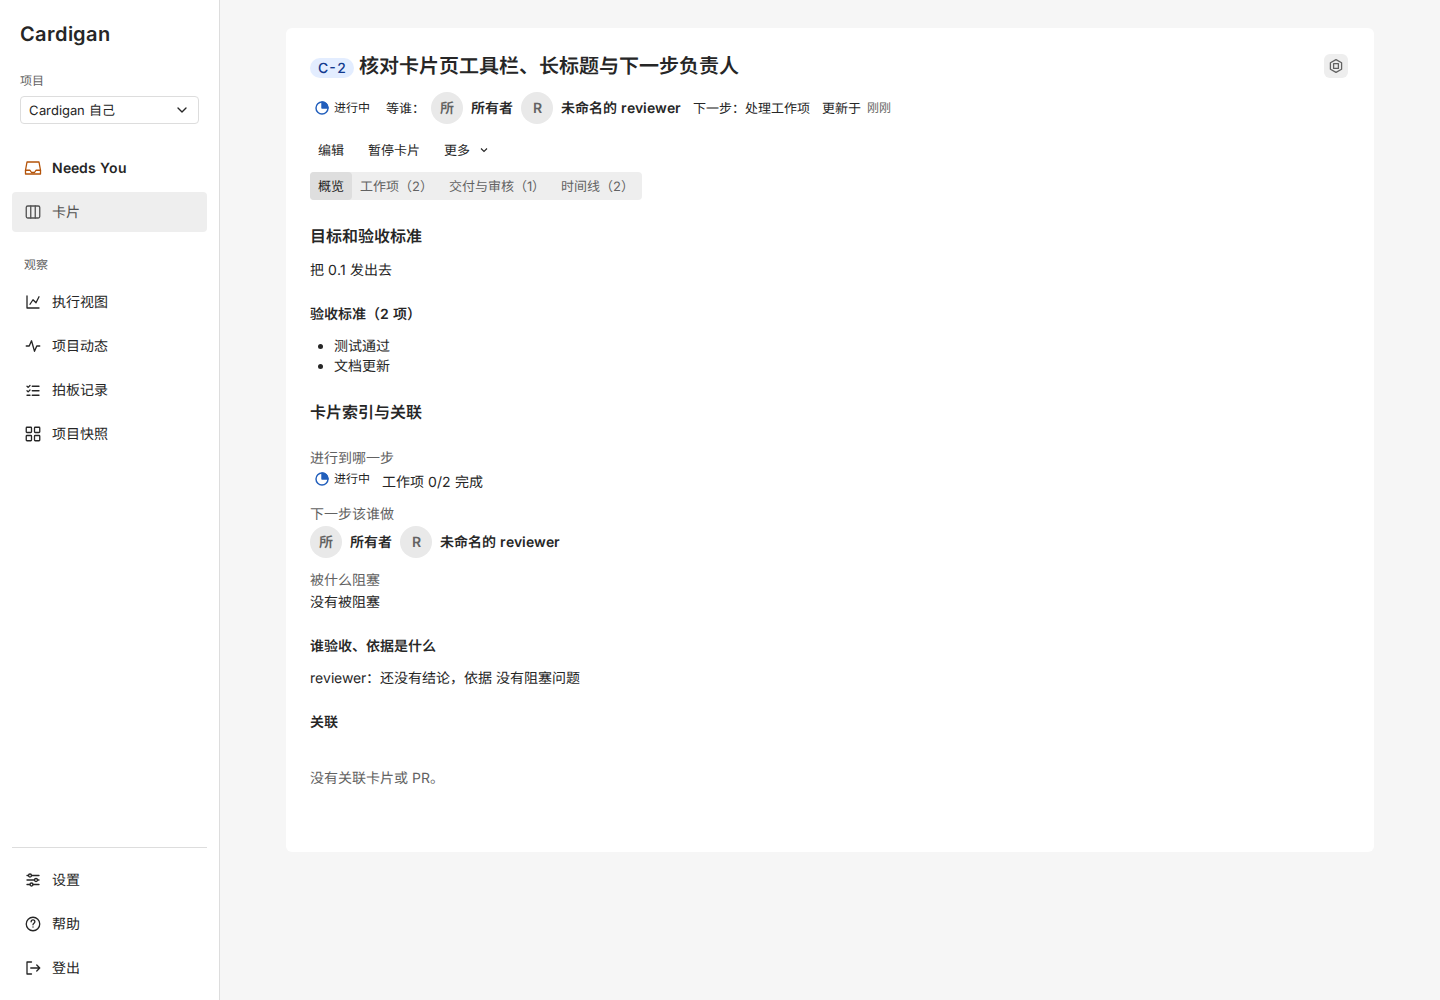 Cardigan
项目
Cardigan 自己
Needs You
卡片
观察
执行视图
项目动态
拍板记录
项目快照
设置
帮助
登出
C-2 核对卡片页工具栏、长标题与下一步负责人
进行中 等谁： 所 所有者 R 未命名的 reviewer 下一步：处理工作项 更新于 刚刚
编辑 暂停卡片 更多
概览 工作项（2） 交付与审核（1） 时间线（2）
目标和验收标准
把 0.1 发出去
验收标准（2 项）
测试通过
文档更新
卡片索引与关联
进行到哪一步
进行中 工作项 0/2 完成
下一步该谁做
所 所有者 R 未命名的 reviewer
被什么阻塞
没有被阻塞
谁验收、依据是什么
reviewer：还没有结论，依据 没有阻塞问题
关联
没有关联卡片或 PR。